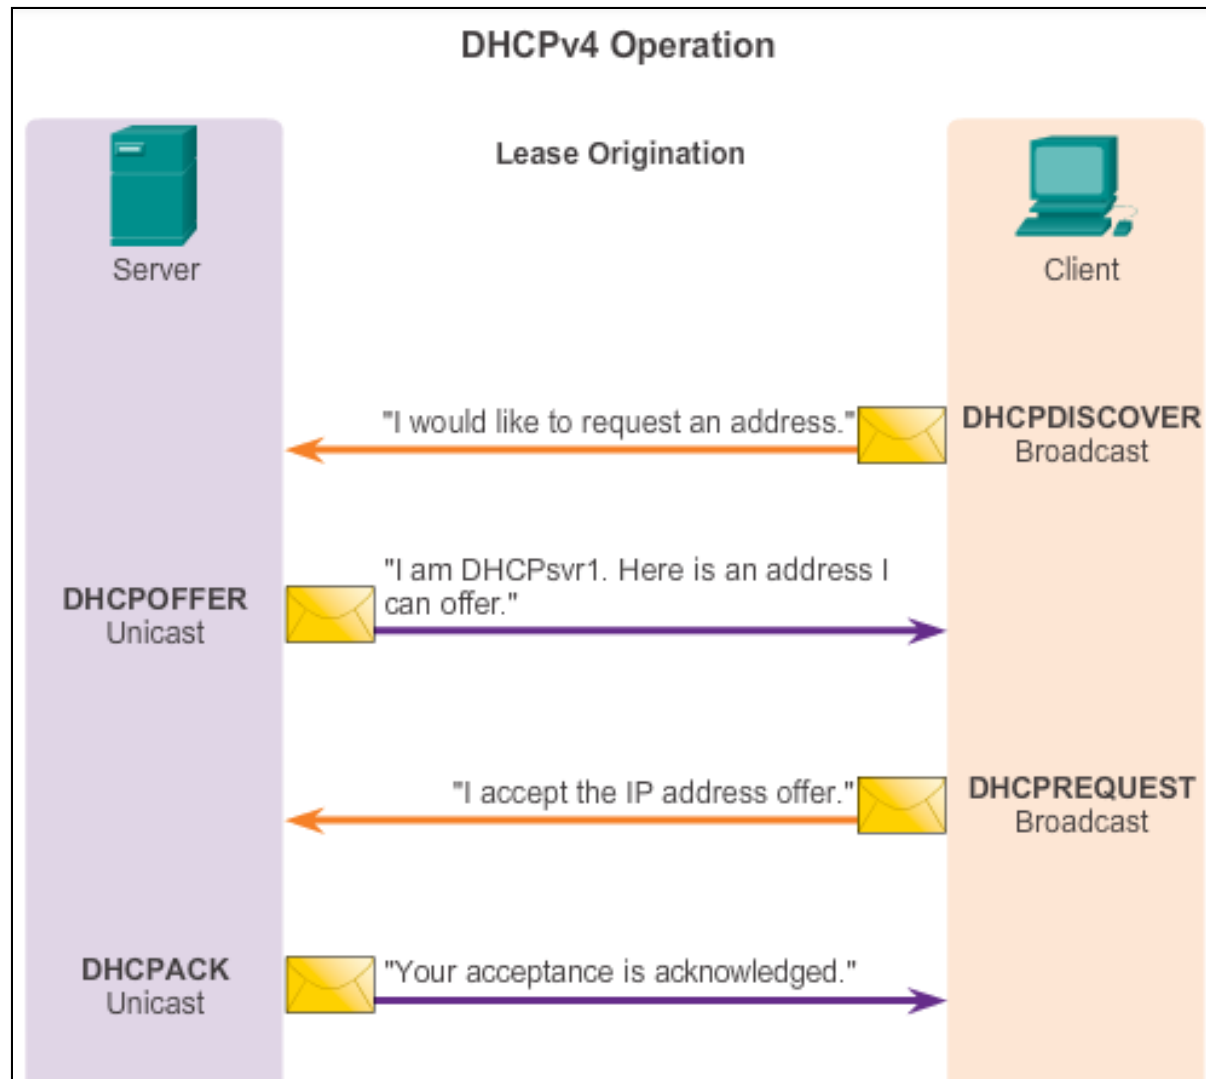 DHCPv4 Operation
Lease Origination
Server
Client
"I would like to request an address."
DHCPDISCOVER
Broadcast
"I am DHCPsvr1. Here is an address I
can offer."
DHCPOFFER
Unicast
"I accept the IP address offer."
DHCPREQUEST
Broadcast
DHCPACK
Unicast
"Your acceptance is acknowledged."